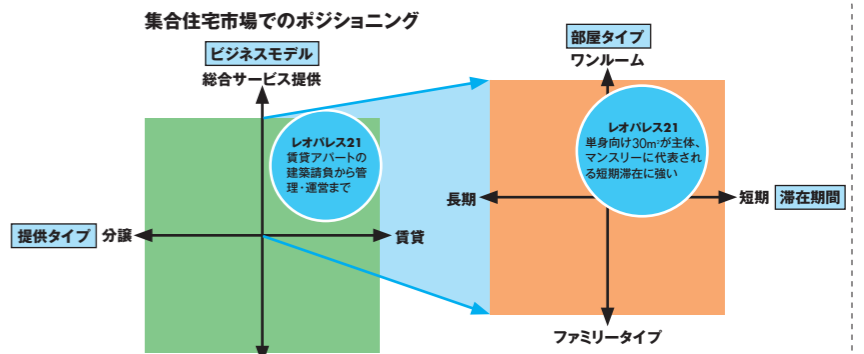 集合住宅市場でのポジショニング
ビジネスモデル
総合サービス提供
レオパレス21
賃貸アパートの
建築請負から管
理・運営まで
提供タイプ
分譲
賃貸
部屋タイプ
ワンルーム
レオパレス21
単身向け30m²が主体、
マンスリーに代表され
る短期滞在に強い
長期
短期
滞在期間
ファミリータイプ